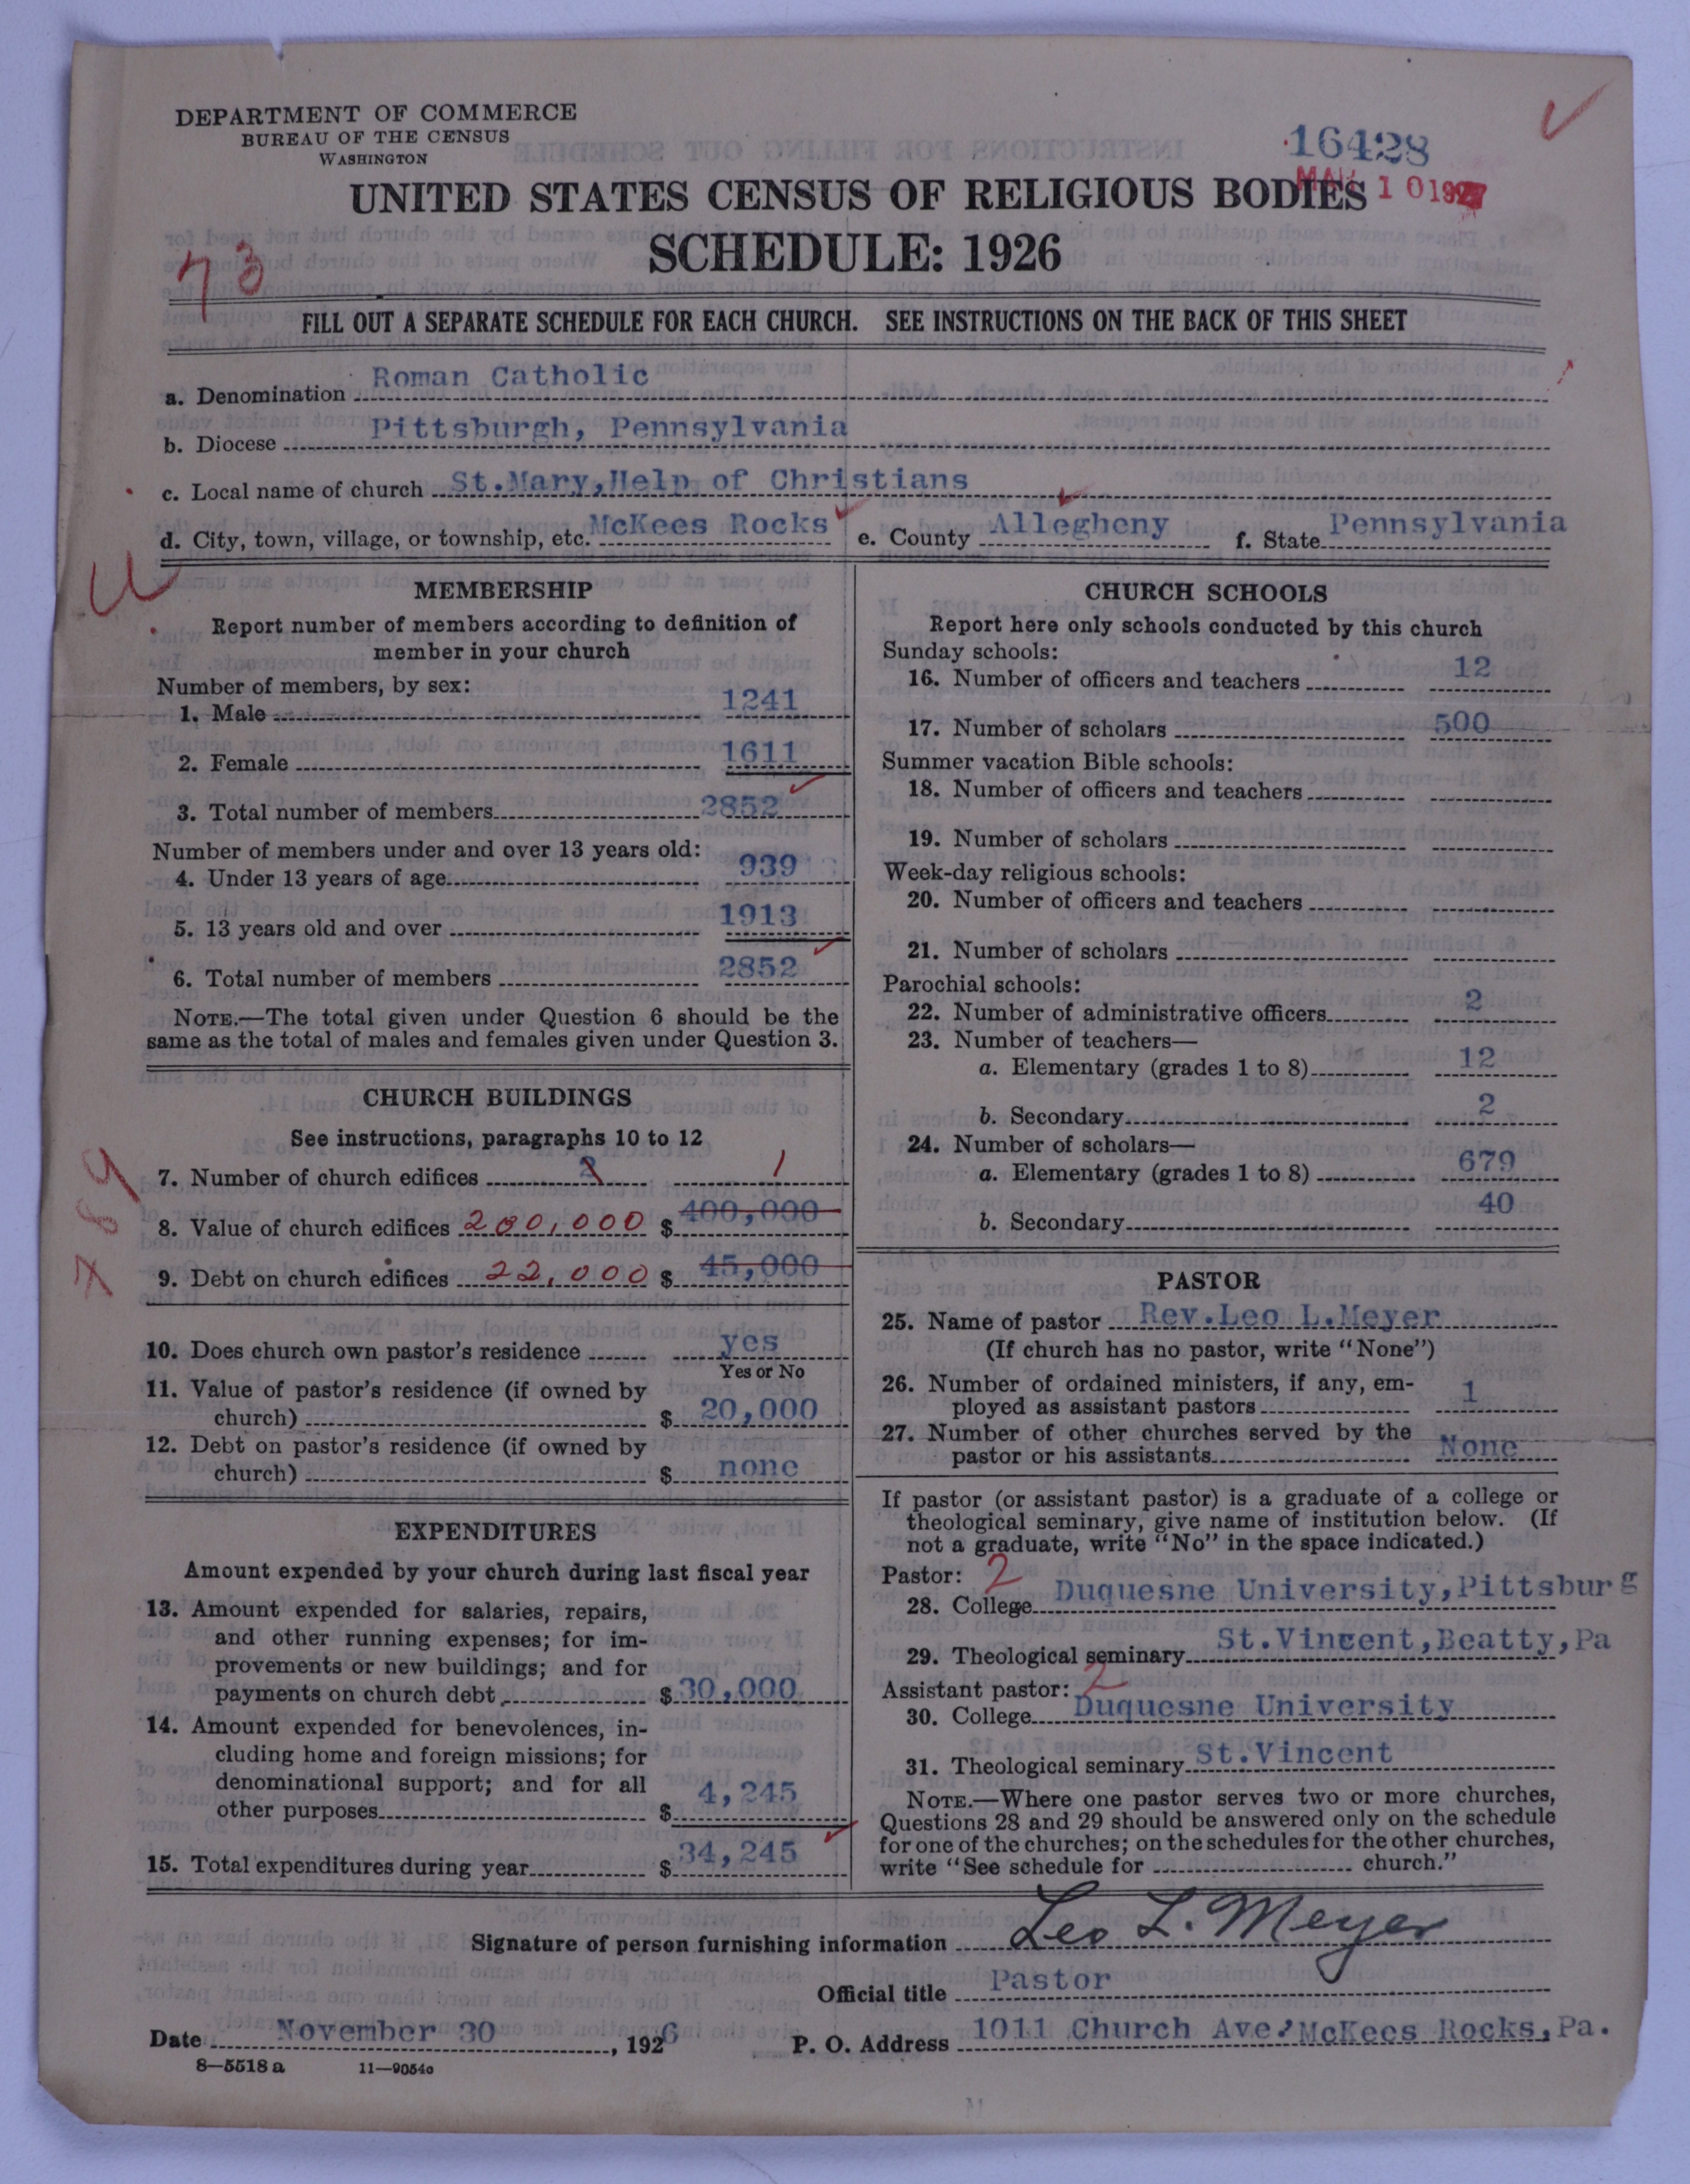 DEPARTMENT OF COMMERCE
BUREAU OF THE CENSUS
WASHINGTON
16428
MAR 10 1927
UNITED STATES CENSUS OF RELIGIOUS BODIES
SCHEDULE: 1926
73
FILL OUT A SEPARATE SCHEDULE FOR EACH CHURCH. SEE INSTRUCTIONS ON THE BACK OF THIS SHEET
a. Denomination Roman Catholic
b. Diocese Pittsburgh, Pennsylvania
c. Local name of church St.Mary,Help of Christians
d. City, town, village, or township, etc. McKees Rocks e. County Allegheny f. State Pennsylvania
MEMBERSHIP
Report number of members according to definition of
member in your church
Number of members, by sex:
1. Male 1241
2. Female 1611
3. Total number of members 2852
Number of members under and over 13 years old:
4. Under 13 years of age 939
5. 13 years old and over 1913
6. Total number of members 2852
NOTE.—The total given under Question 6 should be the
same as the total of males and females given under Question 3.
CHURCH BUILDINGS
See instructions, paragraphs 10 to 12
7 8 9
7. Number of church edifices 2 1
8. Value of church edifices 200,000 $ 400,000
9. Debt on church edifices 22,000 $ 45,000
10. Does church own pastor's residence yes
Yes or No
11. Value of pastor's residence (if owned by
church) $ 20,000
12. Debt on pastor's residence (if owned by
church) $ none
EXPENDITURES
Amount expended by your church during last fiscal year
13. Amount expended for salaries, repairs,
and other running expenses; for im-
provements or new buildings; and for
payments on church debt $ 30,000
14. Amount expended for benevolences, in-
cluding home and foreign missions; for
denominational support; and for all
other purposes $ 4,245
15. Total expenditures during year $ 34,245
CHURCH SCHOOLS
Report here only schools conducted by this church
Sunday schools:
16. Number of officers and teachers 12
17. Number of scholars 500
Summer vacation Bible schools:
18. Number of officers and teachers
19. Number of scholars
Week-day religious schools:
20. Number of officers and teachers
21. Number of scholars
Parochial schools:
22. Number of administrative officers 2
23. Number of teachers—
a. Elementary (grades 1 to 8) 12
b. Secondary 2
24. Number of scholars—
a. Elementary (grades 1 to 8) 679
b. Secondary 40
PASTOR
25. Name of pastor Rev.Leo L.Meyer
(If church has no pastor, write "None")
26. Number of ordained ministers, if any, em-
ployed as assistant pastors 1
27. Number of other churches served by the
pastor or his assistants None
If pastor (or assistant pastor) is a graduate of a college or
theological seminary, give name of institution below. (If
not a graduate, write "No" in the space indicated.)
Pastor: 2
28. College Duquesne University,Pittsburg
29. Theological seminary St.Vincent,Beatty,Pa
Assistant pastor: 2
30. College Duquesne University
31. Theological seminary St.Vincent
NOTE.—Where one pastor serves two or more churches,
Questions 28 and 29 should be answered only on the schedule
for one of the churches; on the schedules for the other churches,
write "See schedule for church."
Signature of person furnishing information Leo L. Meyer
Official title Pastor
Date November 30, 1926 P. O. Address 1011 Church Ave. McKees Rocks, Pa.
8—5518 a 11—9054a